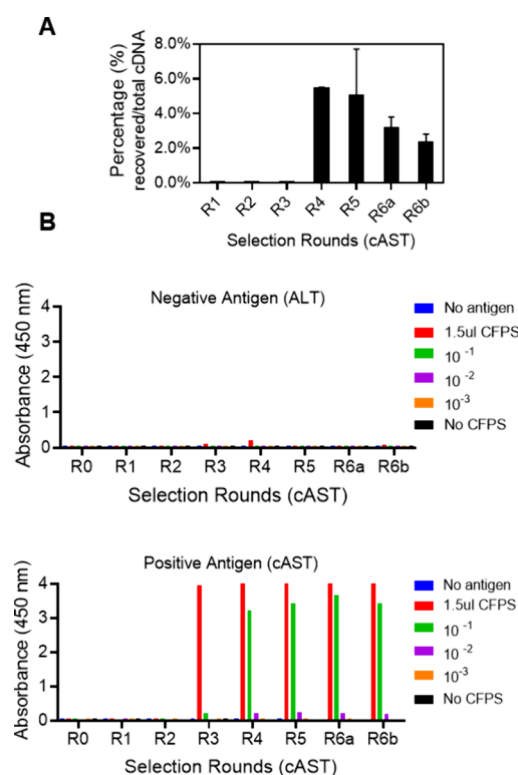 A
Percentage (%)
recovered/total cDNA
8.0%
6.0%
4.0%
2.0%
0.0%
R1 R2 R3 R4 R5 R6a R6b
Selection Rounds (cAST)
B
Negative Antigen (ALT)
Absorbance (450 nm)
4
3
2
1
0
R0 R1 R2 R3 R4 R5 R6a R6b
Selection Rounds (cAST)
No antigen
1.5ul CFPS
10 -1
10 -2
10-3
No CFPS
Positive Antigen (cAST)
Absorbance (450 nm)
4
3
2
1
0
R0 R1 R2 R3 R4 R5 R6a R6b
Selection Rounds (cAST)
No antigen
1.5ul CFPS
10 -1
10 -2
10-3
No CFPS